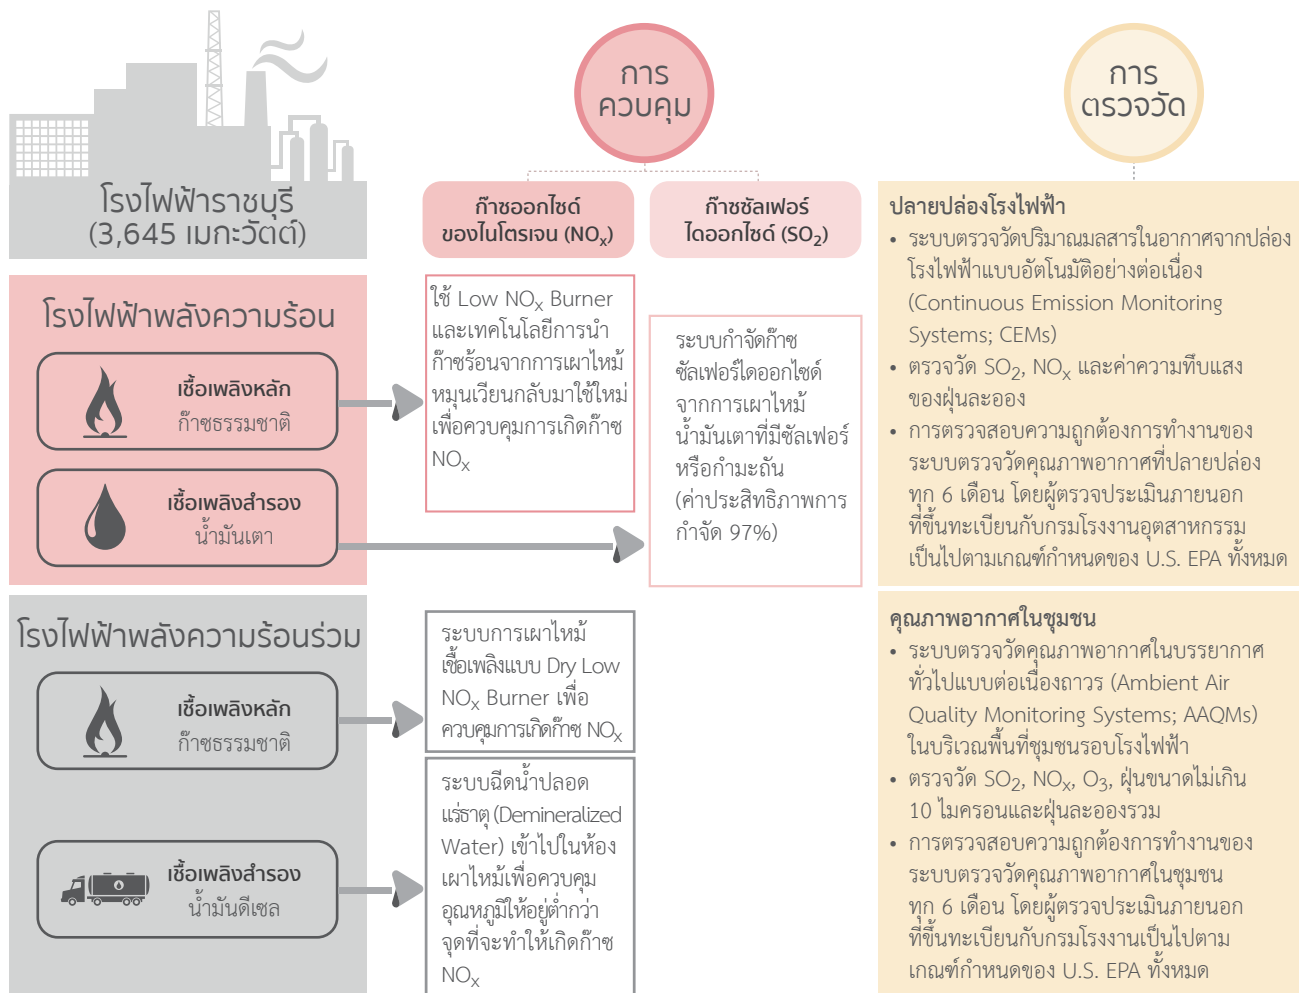 การ
ควบคุม
การ
ตรวจวัด
โรงไฟฟ้าราชบุรี
(3,645 เมกะวัตต์)
ก๊าซออกไซด์
ของไนโตรเจน (NOx)
ก๊าซซัลเฟอร์
ไดออกไซด์ (SO2)
โรงไฟฟ้าพลังความร้อน
เชื้อเพลิงหลัก
ก๊าซธรรมชาติ
เชื้อเพลิงสำรอง
น้ำมันเตา
ใช้ Low NOx Burner
และเทคโนโลยีการนำ
ก๊าซร้อนจากการเผาไหม้
หมุนเวียนกลับมาใช้ใหม่
เพื่อควบคุมการเกิดก๊าซ
NOx
ระบบกำจัดก๊าซ
ซัลเฟอร์ไดออกไซด์
จากการเผาไหม้
น้ำมันเตาที่มีซัลเฟอร์
หรือกำมะถัน
(ค่าประสิทธิภาพการ
กำจัด 97%)
ปลายปล่องโรงไฟฟ้า
• ระบบตรวจวัดปริมาณมลสารในอากาศจากปล่อง
โรงไฟฟ้าแบบอัตโนมัติอย่างต่อเนื่อง
(Continuous Emission Monitoring
Systems; CEMs)
• ตรวจวัด SO2, NOx และค่าความทึบแสง
ของฝุ่นละออง
• การตรวจสอบความถูกต้องการทำงานของ
ระบบตรวจวัดคุณภาพอากาศที่ปลายปล่อง
ทุก 6 เดือน โดยผู้ตรวจประเมินภายนอก
ที่ขึ้นทะเบียนกับกรมโรงงานอุตสาหกรรม
เป็นไปตามเกณฑ์กำหนดของ U.S. EPA ทั้งหมด
โรงไฟฟ้าพลังความร้อนร่วม
เชื้อเพลิงหลัก
ก๊าซธรรมชาติ
เชื้อเพลิงสำรอง
น้ำมันดีเซล
ระบบการเผาไหม้
เชื้อเพลิงแบบ Dry Low
NOx Burner เพื่อ
ควบคุมการเกิดก๊าซ NOx
ระบบฉีดน้ำปลอด
แร่ธาตุ (Demineralized
Water) เข้าไปในห้อง
เผาไหม้เพื่อควบคุม
อุณหภูมิให้อยู่ต่ำกว่า
จุดที่จะทำให้เกิดก๊าซ
NOx
คุณภาพอากาศในชุมชน
• ระบบตรวจวัดคุณภาพอากาศในบรรยากาศ
ทั่วไปแบบต่อเนื่องถาวร (Ambient Air
Quality Monitoring Systems; AAQMs)
ในบริเวณพื้นที่ชุมชนรอบโรงไฟฟ้า
• ตรวจวัด SO2, NOx, O3, ฝุ่นขนาดไม่เกิน
10 ไมครอนและฝุ่นละอองรวม
• การตรวจสอบความถูกต้องการทำงานของ
ระบบตรวจวัดคุณภาพอากาศในชุมชน
ทุก 6 เดือน โดยผู้ตรวจประเมินภายนอก
ที่ขึ้นทะเบียนกับกรมโรงงานเป็นไปตาม
เกณฑ์กำหนดของ U.S. EPA ทั้งหมด